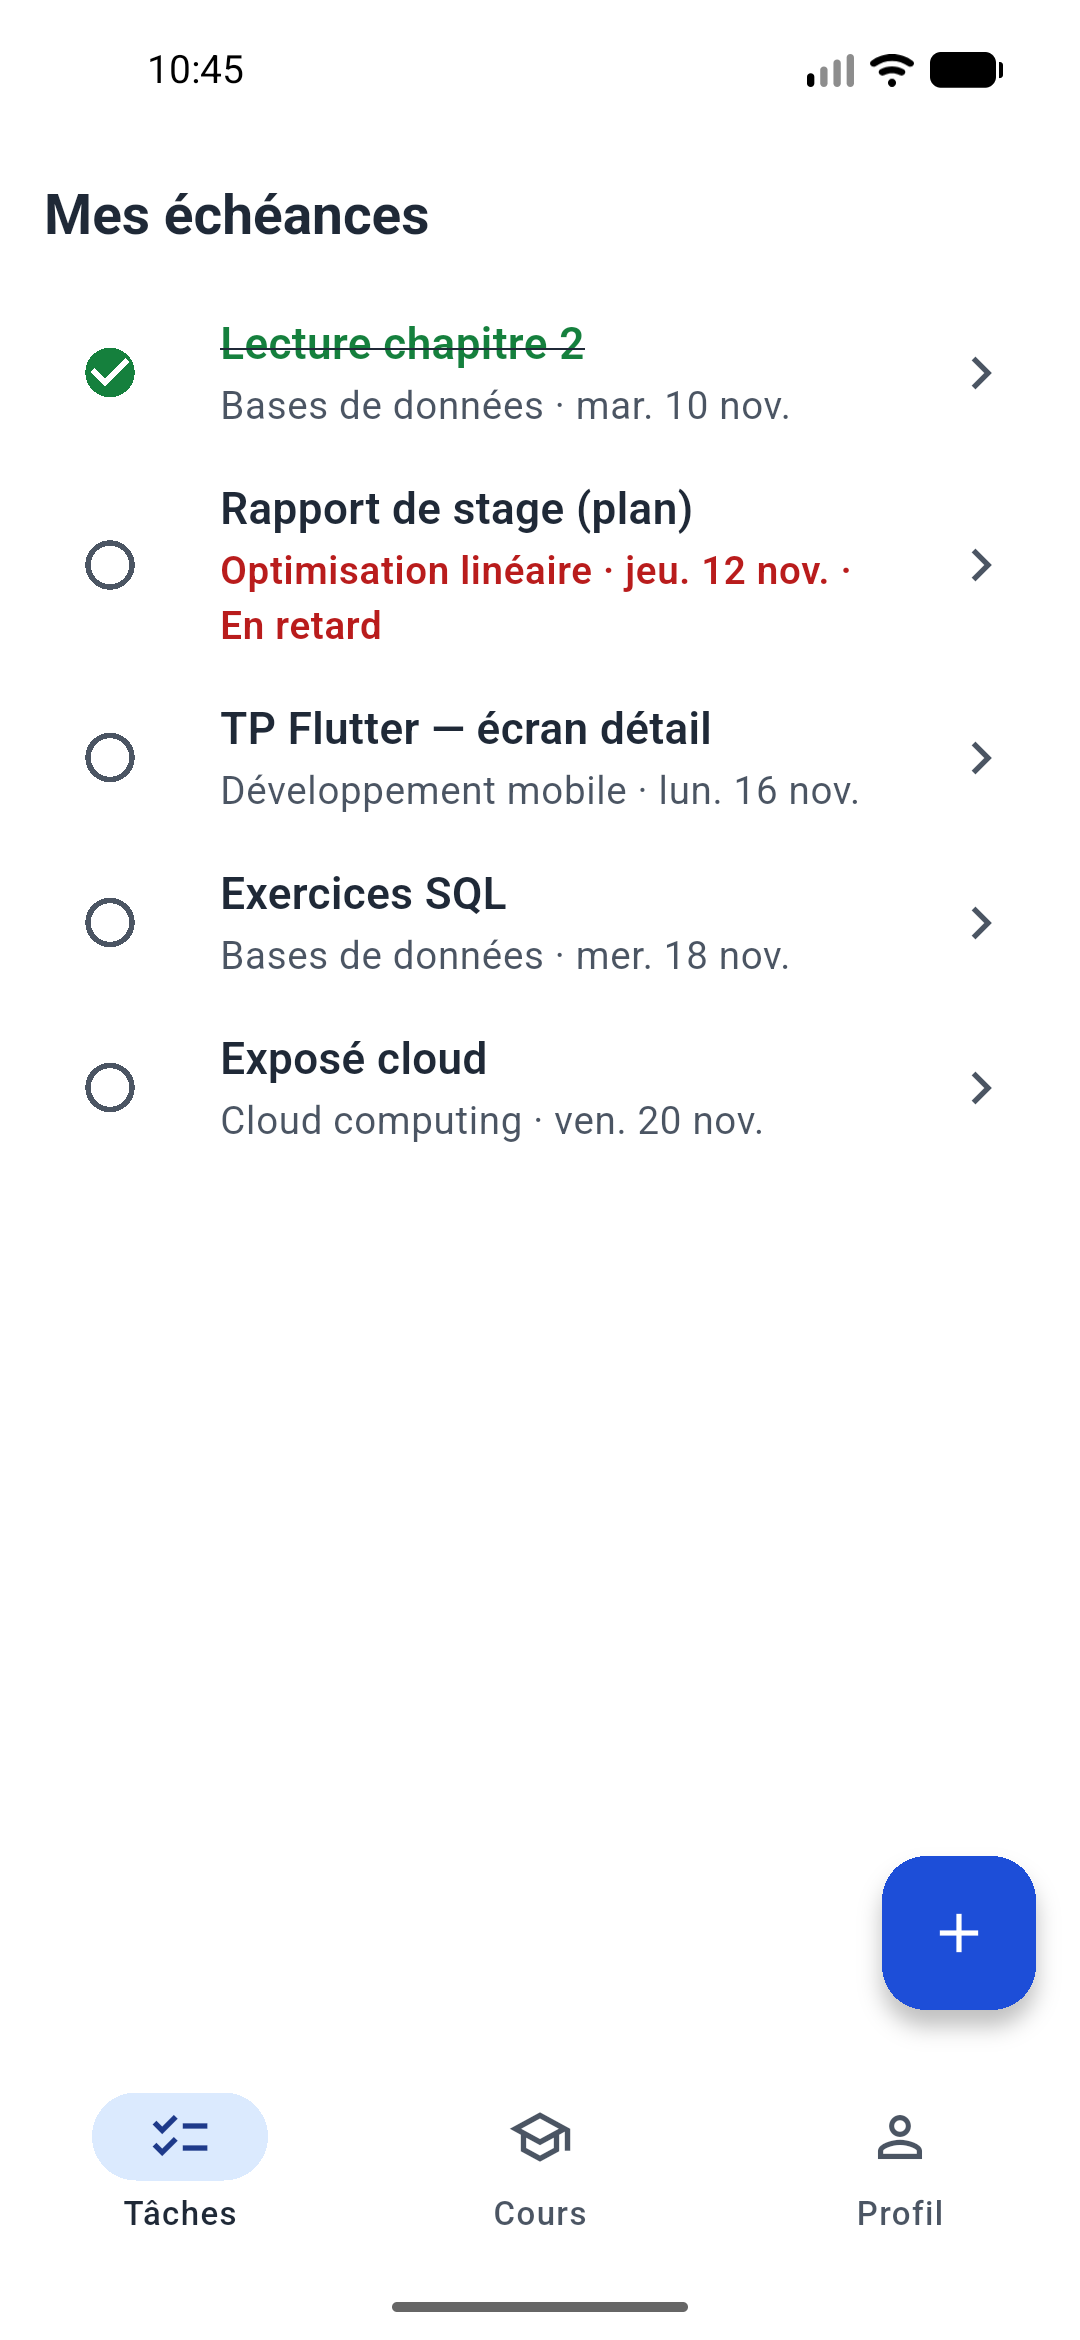 10:45
Mes échéances
Lecture chapitre 2
Bases de données · mar. 10 nov.
Rapport de stage (plan)
Optimisation linéaire · jeu. 12 nov. ·
En retard
TP Flutter — écran détail
Développement mobile · lun. 16 nov.
Exercices SQL
Bases de données · mer. 18 nov.
Exposé cloud
Cloud computing · ven. 20 nov.
Tâches
Cours
Profil